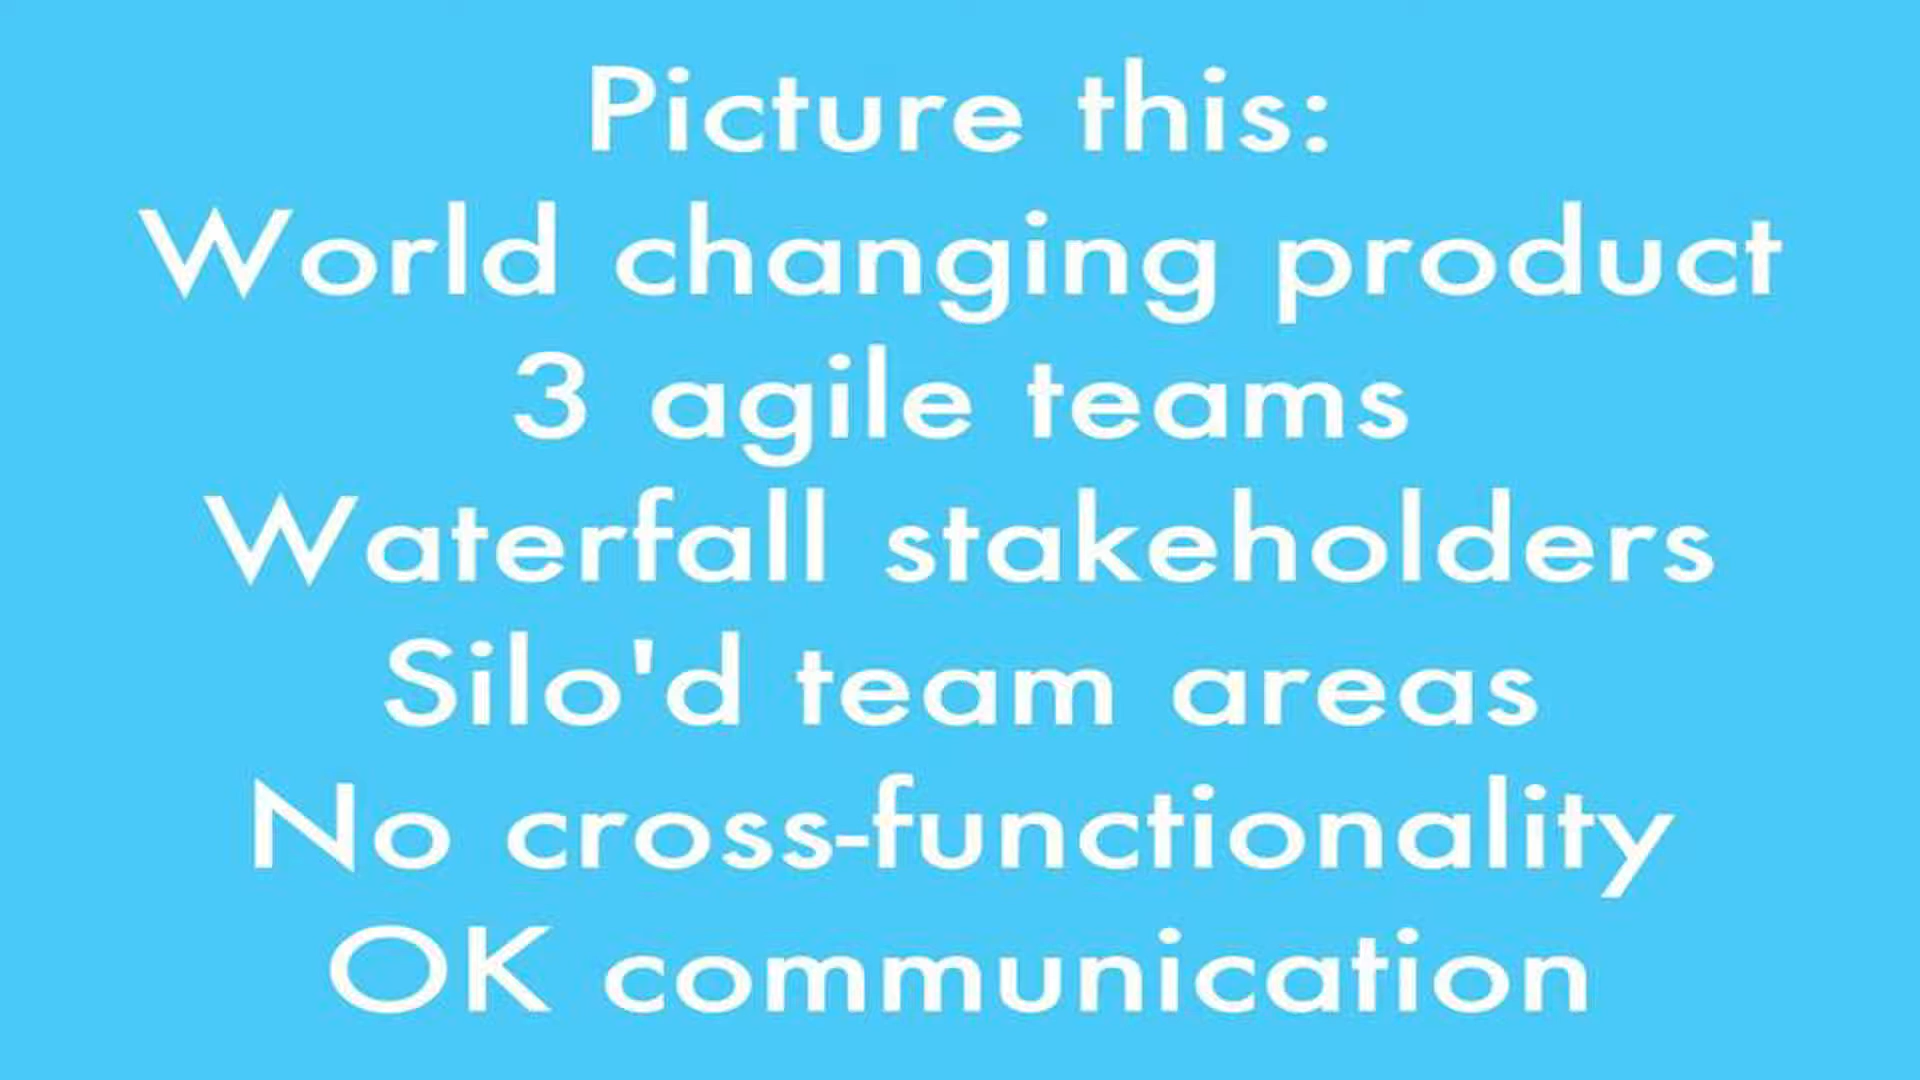 Picture this:
World changing product
3 agile teams
Waterfall stakeholders
Silo'd team areas
No cross-functionality
OK communication